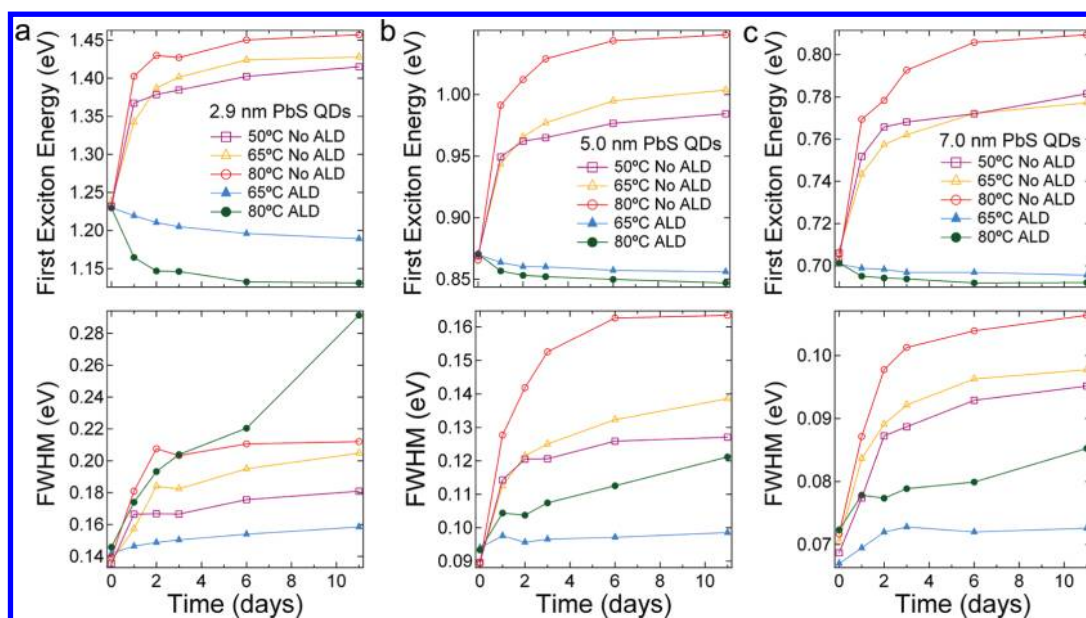 a
First Exciton Energy (eV)
1.45
1.40
1.35
1.30
1.25
1.20
1.15
2.9 nm PbS QDs
50ºC No ALD
65ºC No ALD
80ºC No ALD
65ºC ALD
80ºC ALD
FWHM (eV)
0.28
0.26
0.24
0.22
0.20
0.18
0.16
0.14
0 2 4 6 8 10
Time (days)
b
First Exciton Energy (eV)
1.00
0.95
0.90
0.85
5.0 nm PbS QDs
50ºC No ALD
65ºC No ALD
80ºC No ALD
65ºC ALD
80ºC ALD
FWHM (eV)
0.16
0.15
0.14
0.13
0.12
0.11
0.10
0.09
0 2 4 6 8 10
Time (days)
c
First Exciton Energy (eV)
0.80
0.78
0.76
0.74
0.72
0.70
7.0 nm PbS QDs
50ºC No ALD
65ºC No ALD
80ºC No ALD
65ºC ALD
80ºC ALD
FWHM (eV)
0.10
0.09
0.08
0.07
0 2 4 6 8 10
Time (days)